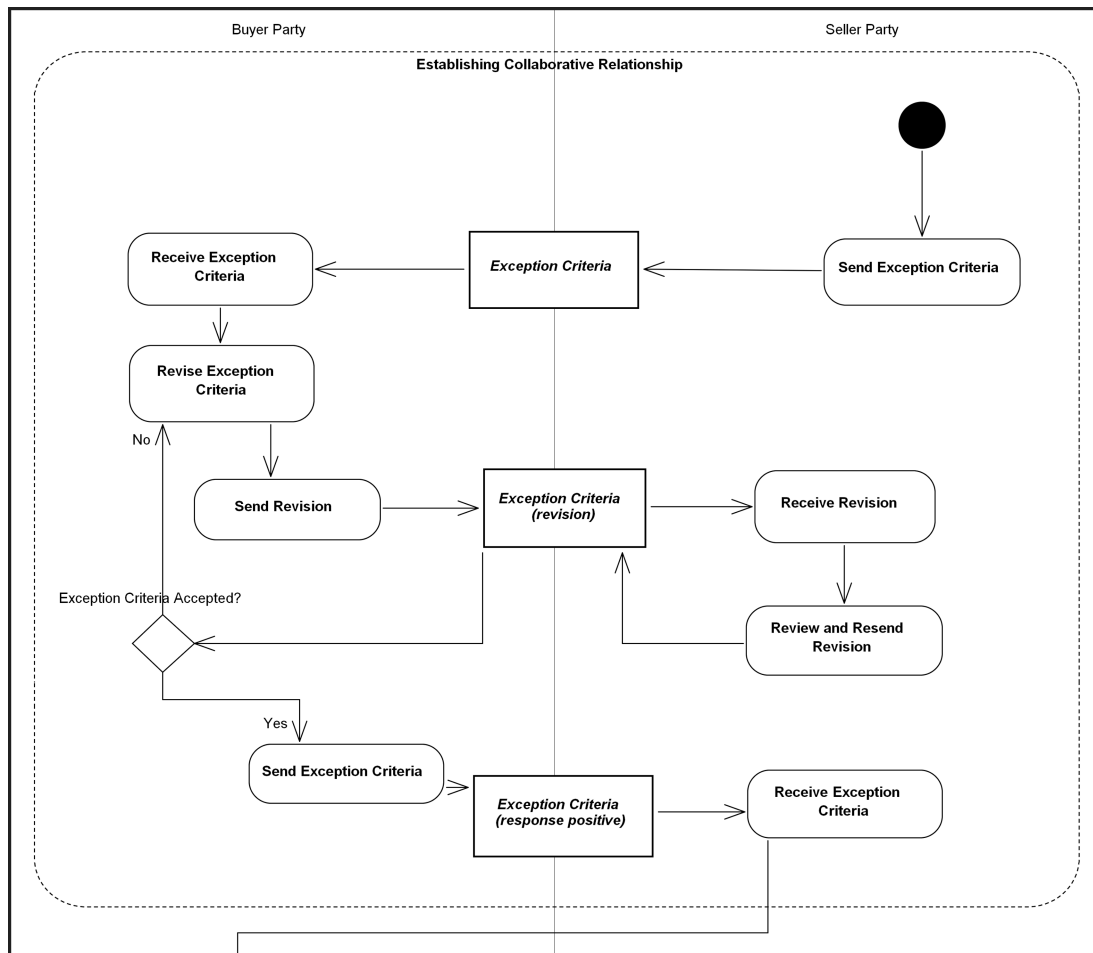 Buyer Party
Seller Party
Establishing Collaborative Relationship
Receive Exception
Criteria
Exception Criteria
Send Exception Criteria
Revise Exception
Criteria
No
Send Revision
Exception Criteria
(revision)
Receive Revision
Exception Criteria Accepted?
Review and Resend
Revision
Yes
Send Exception Criteria
Exception Criteria
(response positive)
Receive Exception
Criteria